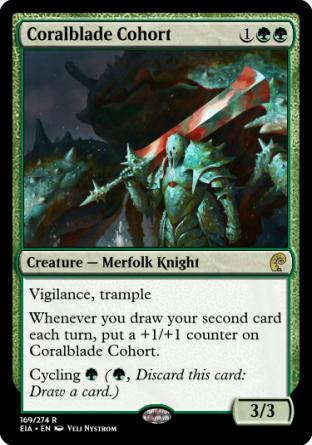 Coralblade Cohort 1
Creature — Merfolk Knight
Vigilance, trample
Whenever you draw your second card
each turn, put a +1/+1 counter on
Coralblade Cohort.
Cycling ( , Discard this card:
Draw a card.)
3/3
169/274 R
EIA • EN Veli Nystrom